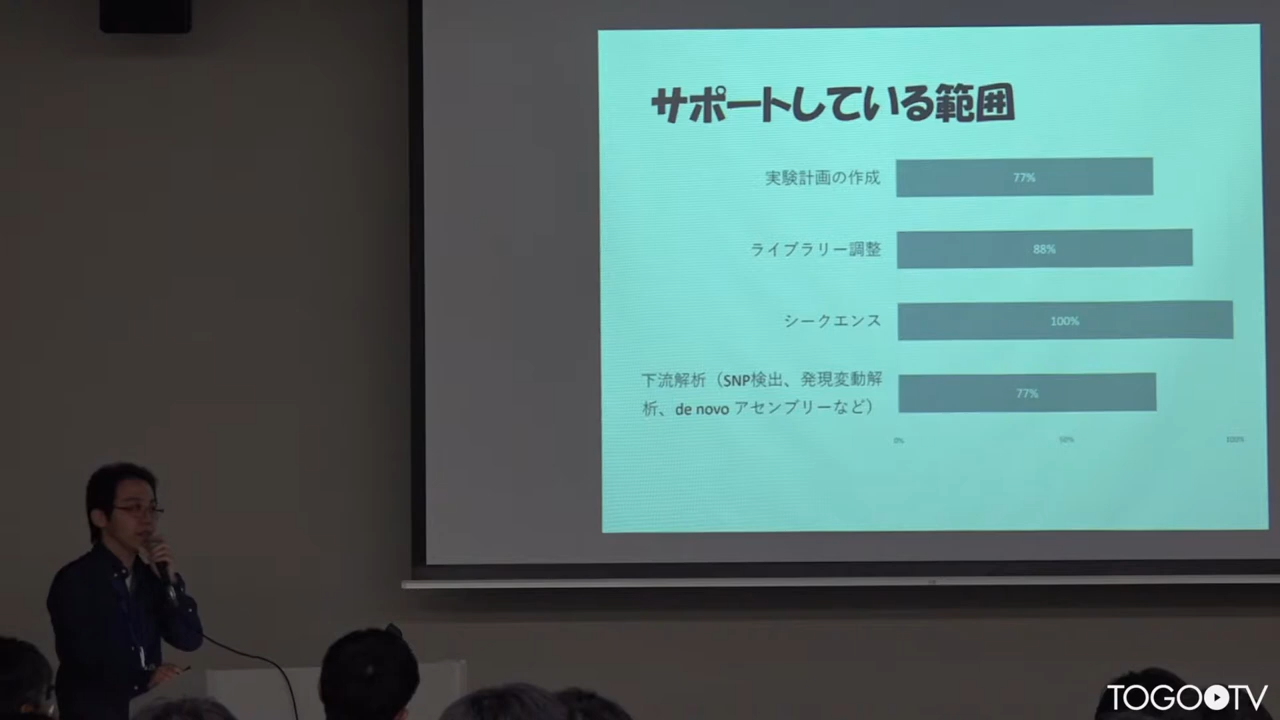 サポートしている範囲
実験計画の作成
77%
ライブラリー調整
88%
シークエンス
100%
下流解析（SNP検出、発現変動解
析、de novo アセンブリーなど）
77%
0%
50%
100%
TOGOTV